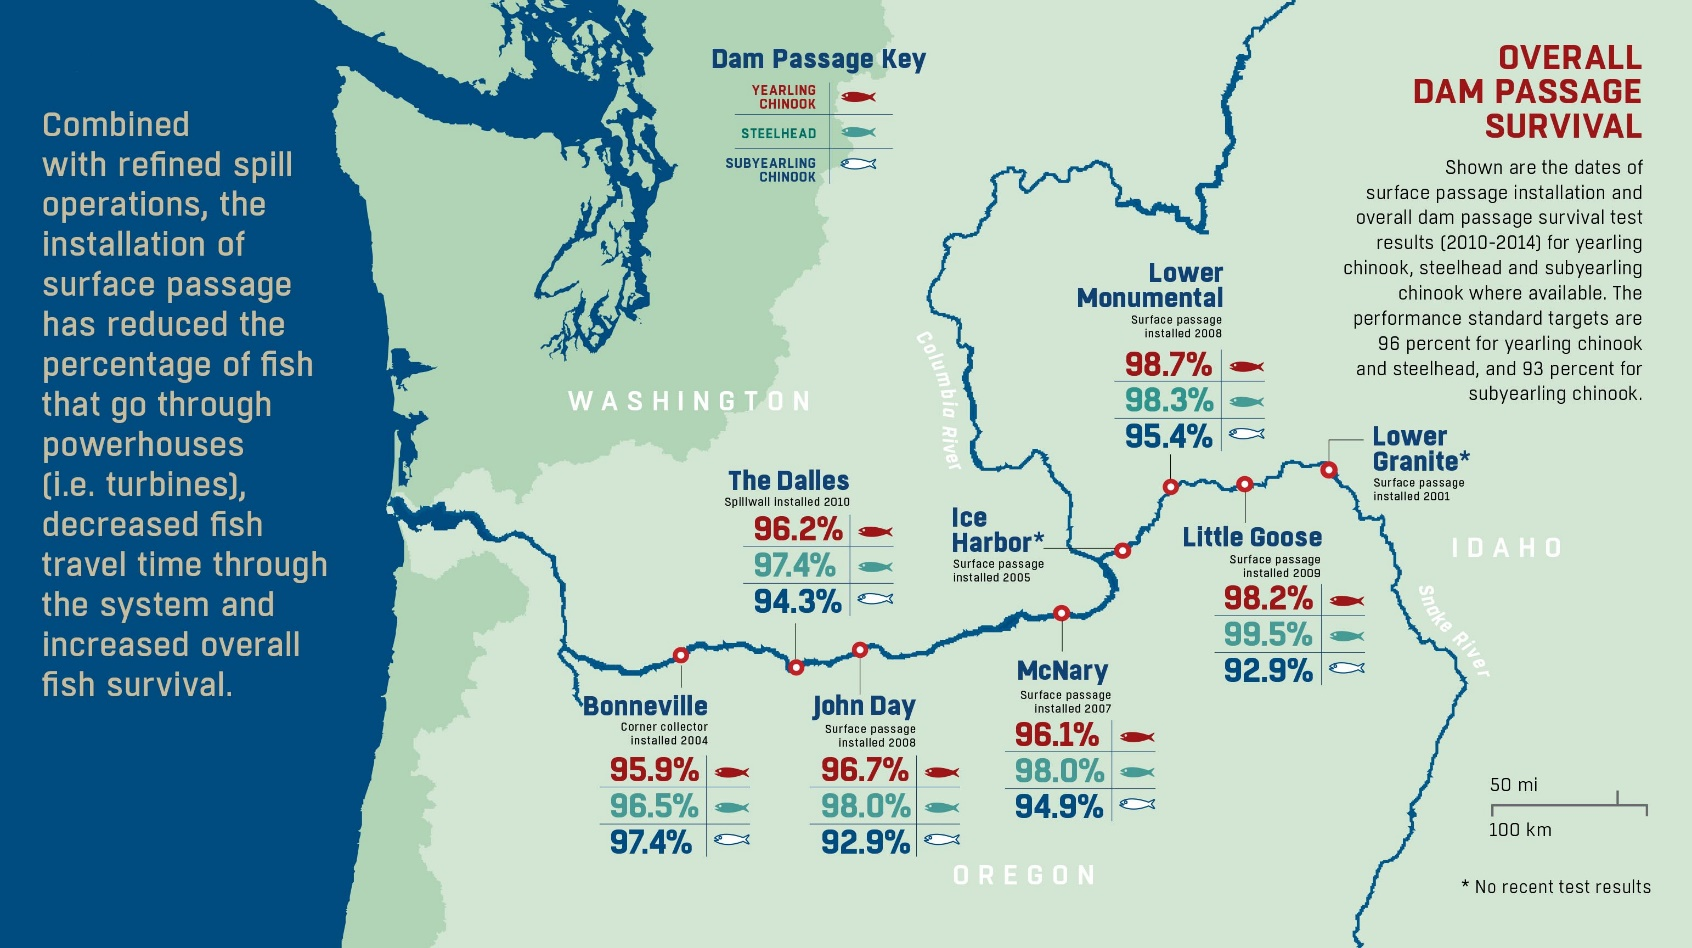 Combined
with refined spill
operations, the
installation of
surface passage
has reduced the
percentage of fish
that go through
powerhouses
(i.e. turbines),
decreased fish
travel time through
the system and
increased overall
fish survival.
Dam Passage Key
YEARLING
CHINOOK
STEELHEAD
SUBYEARLING
CHINOOK
OVERALL
DAM PASSAGE
SURVIVAL
Shown are the dates of
surface passage installation and
overall dam passage survival test
results (2010-2014) for yearling
chinook, steelhead and subyearling
chinook where available. The
performance standard targets are
96 percent for yearling chinook
and steelhead, and 93 percent for
subyearling chinook.
WASHINGTON
Columbia River
Lower
Monumental
Surface passage
installed 2008
98.7%
98.3%
95.4%
Lower
Granite*
Surface passage
installed 2001
The Dalles
Spillwall installed 2010
96.2%
97.4%
94.3%
Ice
Harbor*
Surface passage
installed 2005
Little Goose
Surface passage
installed 2009
98.2%
99.5%
92.9%
IDAHO
Snake River
Bonneville
Corner collector
installed 2004
95.9%
96.5%
97.4%
John Day
Surface passage
installed 2008
96.7%
98.0%
92.9%
McNary
Surface passage
installed 2007
96.1%
98.0%
94.9%
OREGON
50 mi
100 km
* No recent test results